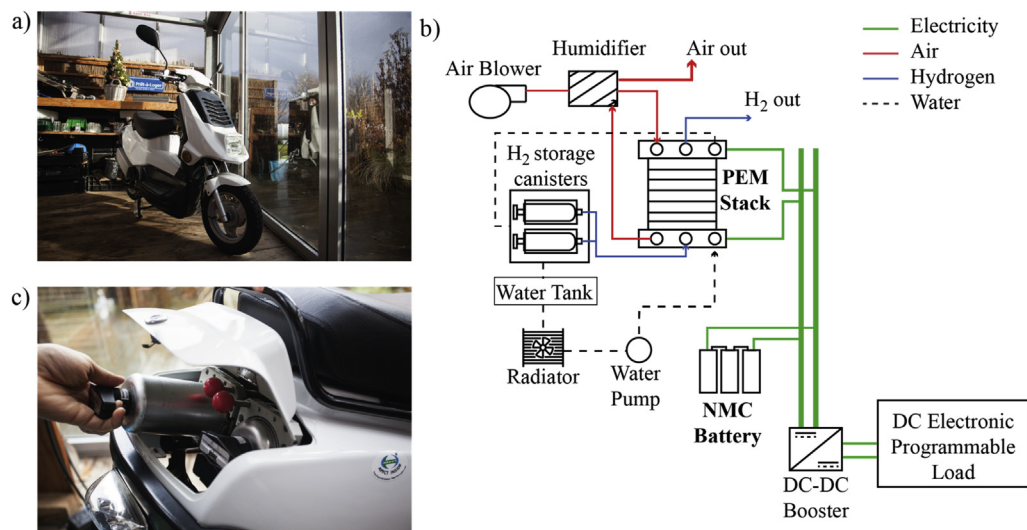 a)
b)
Humidifier
Air out
Air Blower
H2 out
H2 storage
canisters
PEM
Stack
Water Tank
Radiator
Water
Pump
NMC
Battery
DC-DC
Booster
DC Electronic
Programmable
Load
Electricity
Air
Hydrogen
Water
c)